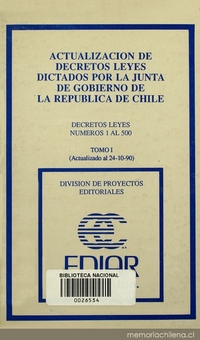 ACTUALIZACION DE
DECRETOS LEYES
DICTADOS POR LA JUNTA
DE GOBIERNO DE
LA REPUBLICA DE CHILE
DECRETOS LEYES
NUMEROS 1 AL 500
TOMO I
(Actualizado al 24-10-90)
DIVISION DE PROYECTOS
EDITORIALES
EDIAR
BIBLIOTECA NACIONAL
0026534
memoriachilena.cl